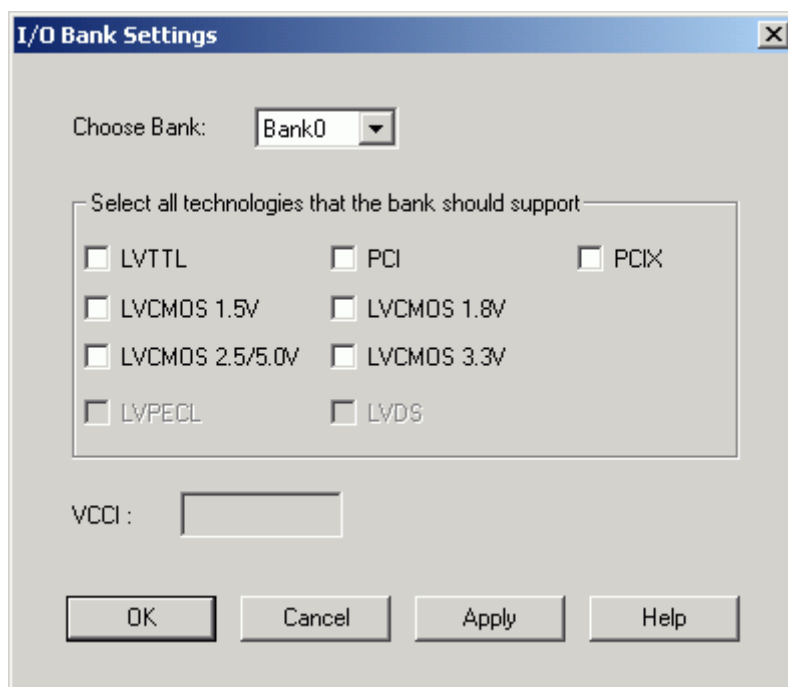 I/O Bank Settings
Choose Bank: Bank0
Select all technologies that the bank should support
LVTTL PCI PCIX
LVCMOS 1.5V LVCMOS 1.8V
LVCMOS 2.5/5.0V LVCMOS 3.3V
LVPECL LVDS
VCCI :
OK Cancel Apply Help